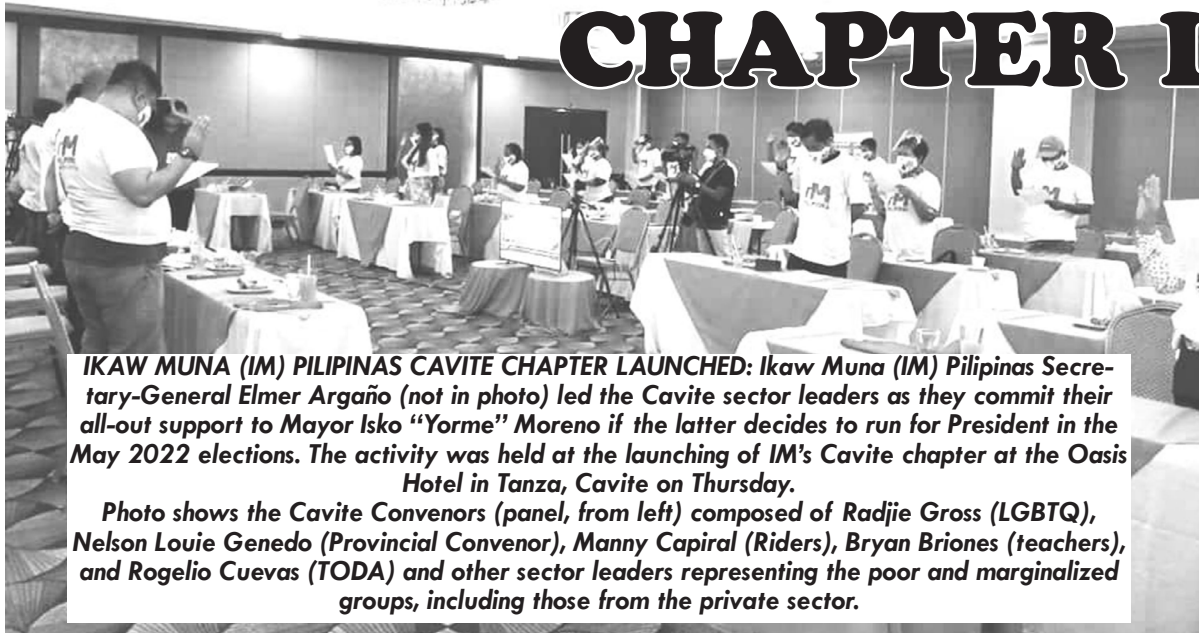 CHAPTER
IKAW MUNA (IM) PILIPINAS CAVITE CHAPTER LAUNCHED: Ikaw Muna (IM) Pilipinas Secre-
tary-General Elmer Argaño (not in photo) led the Cavite sector leaders as they commit their
all-out support to Mayor Isko “Yorme” Moreno if the latter decides to run for President in the
May 2022 elections. The activity was held at the launching of IM’s Cavite chapter at the Oasis
Hotel in Tanza, Cavite on Thursday.
Photo shows the Cavite Convenors (panel, from left) composed of Radjie Gross (LGBTQ),
Nelson Louie Genedo (Provincial Convenor), Manny Capiral (Riders), Bryan Briones (teachers),
and Rogelio Cuevas (TODA) and other sector leaders representing the poor and marginalized
groups, including those from the private sector.